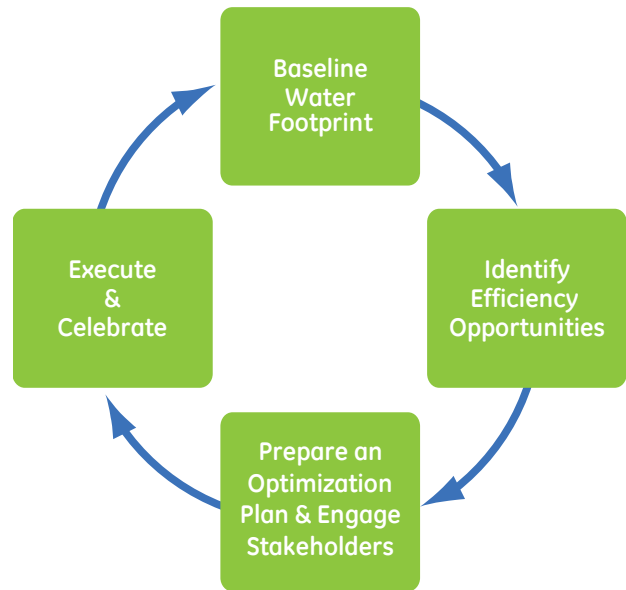 Baseline
Water
Footprint
Identify
Efficiency
Opportunities
Prepare an
Optimization
Plan & Engage
Stakeholders
Execute
&
Celebrate